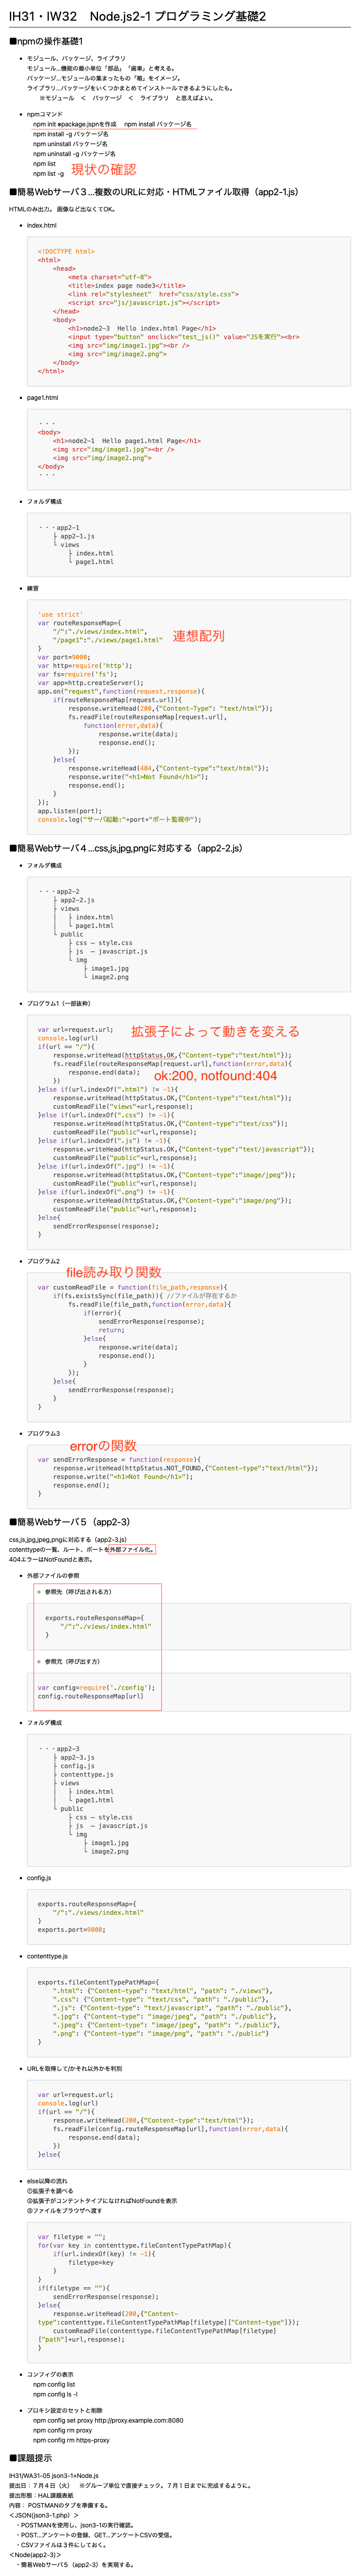 IH31・IW32　Node.js2-1 プログラミング基礎2
■npmの操作基礎1
• モジュール、パッケージ、ライブラリ
モジュール...機能の最小単位「部品」「歯車」と考える。
パッケージ...モジュールの集まったもの「箱」をイメージ。
ライブラリ...パッケージをいくつかまとめてインストールできるようにしたち。
※モジュール　＜　パッケージ　＜　ライブラリ　と思えばよい。
• npmコマンド
npm init #package.jspnを作成　npm install パッケージ名
npm install -g パッケージ名
npm uninstall パッケージ名
npm uninstall -g パッケージ名
npm list
npm list -g　現状の確認
■簡易Webサーバ３...複数のURLに対応・HTMLファイル取得（app2-1.js）
HTMLのみ出力。 画像など出なくてOK。
• index.html
<!DOCTYPE html>
<html>
    <head>
        <meta charset="utf-8">
        <title>index page node3</title>
        <link rel="stylesheet"  href="css/style.css">
        <script src="js/javascript.js"></script>
    </head>
    <body>
        <h1>node2-3  Hello index.html Page</h1>
        <input type="button" onclick="test_js()" value="JSを実行"><br>
        <img src="img/image1.jpg"><br />
        <img src="img/image2.png">
    </body>
</html>
• page1.html
・・・
<body>
    <h1>node2-1  Hello page1.html Page</h1>
    <img src="img/image1.jpg"><br />
    <img src="img/image2.png">
</body>
・・・
• フォルダ構成
・・・app2-1
    ├ app2-1.js
    └ views
        ├ index.html
        └ page1.html
• 練習
'use strict'
var routeResponseMap={
    "/":"./views/index.html",
    "/page1":"./views/page1.html"
連想配列
}
var port=9000;
var http=require('http');
var fs=require('fs');
var app=http.createServer();
app.on("request",function(request,response){
    if(routeResponseMap[request.url]){
        response.writeHead(200,{"Content-Type": "text/html"});
        fs.readFile(routeResponseMap[request.url],
            function(error,data){
                response.write(data);
                response.end();
        });
    }else{
        response.writeHead(404,{"Content-Type":"text/html"});
        response.write("<h1>Not Found</h1>");
        response.end();
    }
});
app.listen(port);
console.log("サーバ起動:"+port+"ポート監視中");
■簡易Webサーバ４...css,js,jpg,pngに対応する（app2-2.js）
• フォルダ構成
・・・app2-2
    ├ app2-2.js
    ├ views
    │   ├ index.html
    │   └ page1.html
    └ public
        ├ css ─ style.css
        ├ js  ─ javascript.js
        └ img
            ├ image1.jpg
            └ image2.png
• プログラム1（一部抜粋）
var url=request.url;
拡張子によって動きを変える
console.log(url)
if(url == "/"){
    response.writeHead(httpStatus.OK,{"Content-type":"text/html"});
    fs.readFile(routeResponseMap[request.url],function(error,data){
        response.end(data);
ok:200, notfound:404
    })
}else if(url.indexOf(".html") != -1){
    response.writeHead(httpStatus.OK,{"Content-type":"text/html"});
    customReadFile("views"+url,response);
}else if(url.indexOf(".css") != -1){
    response.writeHead(httpStatus.OK,{"Content-type":"text/css"});
    customReadFile("public"+url,response);
}else if(url.indexOf(".js") != -1){
    response.writeHead(httpStatus.OK,{"Content-type":"text/javascript"});
    customReadFile("public"+url,response);
}else if(url.indexOf(".jpg") != -1){
    response.writeHead(httpStatus.OK,{"Content-type":"image/jpeg"});
    customReadFile("public"+url,response);
}else if(url.indexOf(".png") != -1){
    response.writeHead(httpStatus.OK,{"Content-type":"image/png"});
    customReadFile("public"+url,response);
}else{
    sendErrorResponse(response);
}
• プログラム2
file読み取り関数
var customReadFile = function(file_path,response){
    if(fs.existsSync(file_path)){ //ファイルが存在するか
        fs.readFile(file_path,function(error,data){
            if(error){
                sendErrorResponse(response);
                return;
            }else{
                response.write(data);
                response.end();
            }
        });
    }else{
        sendErrorResponse(response);
    }
}
• プログラム3
errorの関数
var sendErrorResponse = function(response){
    response.writeHead(httpStatus.NOT_FOUND,{"Content-type":"text/html"});
    response.write("<h1>Not Found</h1>");
    response.end();
}
■簡易Webサーバ５（app2-3）
css,js,jpg,jpeg,pngに対応する（app2-3.js）
cotenttypeの一覧、ルート、ポートを外部ファイル化。
404エラーはNotFoundと表示。
• 外部ファイルの参照
◦ 参照先（呼び出される方）
exports.routeResponseMap={
    "/":"./views/index.html"
}
◦ 参照元（呼び出す方）
var config=require('./config');
config.routeResponseMap[url]
• フォルダ構成
・・・app2-3
    ├ app2-3.js
    ├ config.js
    ├ contenttype.js
    ├ views
    │   ├ index.html
    │   └ page1.html
    └ public
        ├ css ─ style.css
        ├ js  ─ javascript.js
        └ img
            ├ image1.jpg
            └ image2.png
• config.js
exports.routeResponseMap={
    "/":"./views/index.html"
}
exports.port=9000;
• contenttype.js
exports.fileContentTypePathMap={
    ".html": {"Content-type": "text/html", "path": "./views"},
    ".css": {"Content-type": "text/css", "path": "./public"},
    ".js": {"Content-type": "text/javascript", "path": "./public"},
    ".jpg": {"Content-type": "image/jpeg", "path": "./public"},
    ".jpeg": {"Content-type": "image/jpeg", "path": "./public"},
    ".png": {"Content-type": "image/png", "path": "./public"}
}
• URLを取得して/かそれ以外かを判別
var url=request.url;
console.log(url)
if(url == "/"){
    response.writeHead(200,{"Content-type":"text/html"});
    fs.readFile(config.routeResponseMap[url],function(error,data){
        response.end(data);
    })
}else{
• else以降の流れ
①拡張子を調べる
②拡張子がコンテントタイプになければNotFoundを表示
③ファイルをブラウザへ渡す
var filetype = "";
for(var key in contenttype.fileContentTypePathMap){
    if(url.indexOf(key) != -1){
        filetype=key
    }
}
if(filetype == ""){
    sendErrorResponse(response);
}else{
    response.writeHead(200,{"Content-
type":contenttype.fileContentTypePathMap[filetype]["Content-type"]});
    customReadFile(contenttype.fileContentTypePathMap[filetype]
["path"]+url,response);
}
• コンフィグの表示
npm config list
npm config ls -l
• プロキシ設定のセットと削除
npm config set proxy http://proxy.example.com:8080
npm config rm proxy
npm config rm https-proxy
■課題提示
IH31/WA31-05 json3-1+Node.js
提出日：７月４日（火）　※グループ単位で直接チェック。７月１日までに完成するように。
提出形態：HAL課題表紙
内容： POSTMANのタブを準備する。
＜JSON(json3-1.php）＞
・POSTMANを使用し、json3-1の実行確認。
・POST...アンケートの登録、GET...アンケートCSVの受信。
・CSVファイルは３件にしておく。
＜Node(app2-3)＞
・簡易Webサーバ５（app2-3）を実現する。